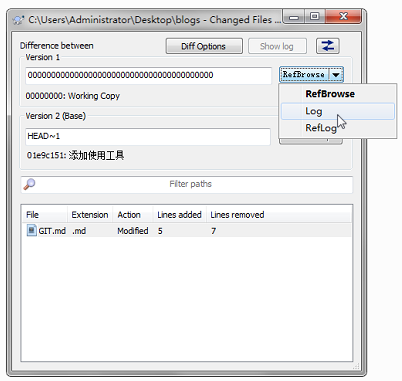 C:\Users\Administrator\Desktop\blogs - Changed Files ...
Difference between
Diff Options
Show log
Version 1
0000000000000000000000000000000000000000
RefBrowse
00000000: Working Copy
RefBrowse
Log
RefLog
Version 2 (Base)
HEAD~1
01e9c151: 添加使用工具
Filter paths
File Extension Action Lines added Lines removed
GIT.md .md Modified 5 7